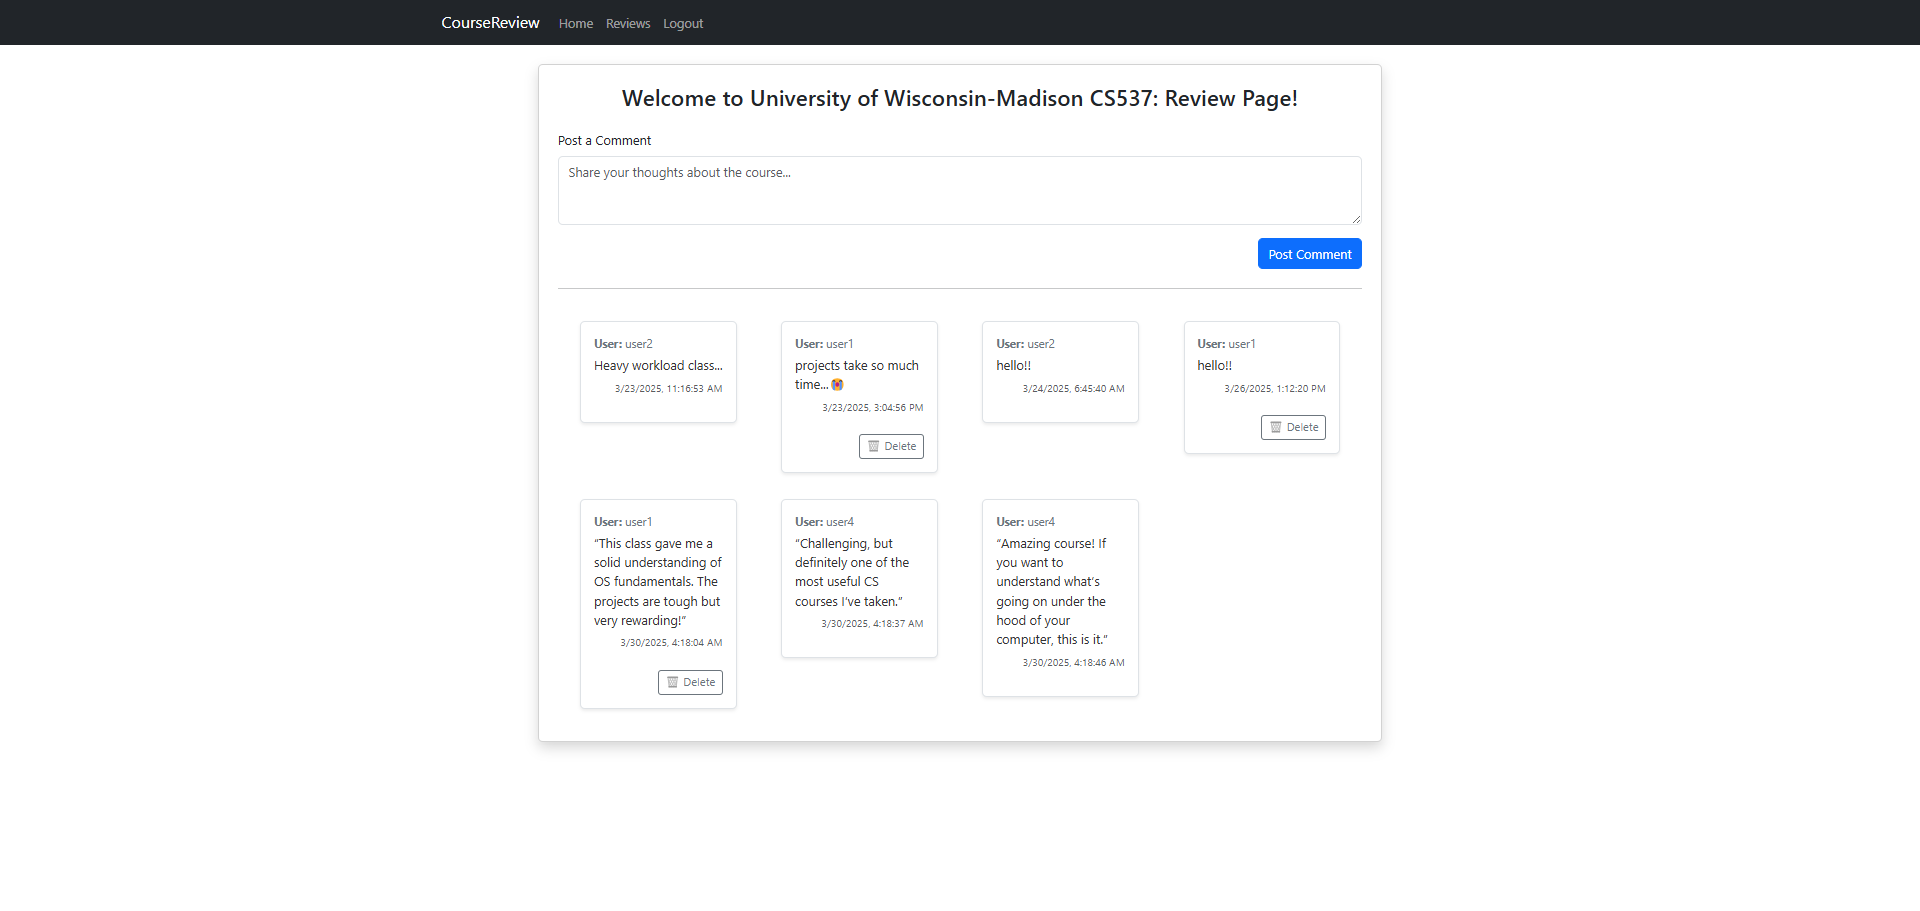 CourseReview Home Reviews Logout
Welcome to University of Wisconsin-Madison CS537: Review Page!
Post a Comment
Share your thoughts about the course...
Post Comment
User: user2
Heavy workload class...
3/23/2025, 11:16:53 AM
User: user1
projects take so much
time...
3/23/2025, 3:04:56 PM
Delete
User: user2
hello!!
3/24/2025, 6:45:40 AM
User: user1
hello!!
3/26/2025, 1:12:20 PM
Delete
User: user1
“This class gave me a
solid understanding of
OS fundamentals. The
projects are tough but
very rewarding!”
3/30/2025, 4:18:04 AM
Delete
User: user4
“Challenging, but
definitely one of the
most useful CS
courses I’ve taken.”
3/30/2025, 4:18:37 AM
User: user4
“Amazing course! If
you want to
understand what’s
going on under the
hood of your
computer, this is it.”
3/30/2025, 4:18:46 AM